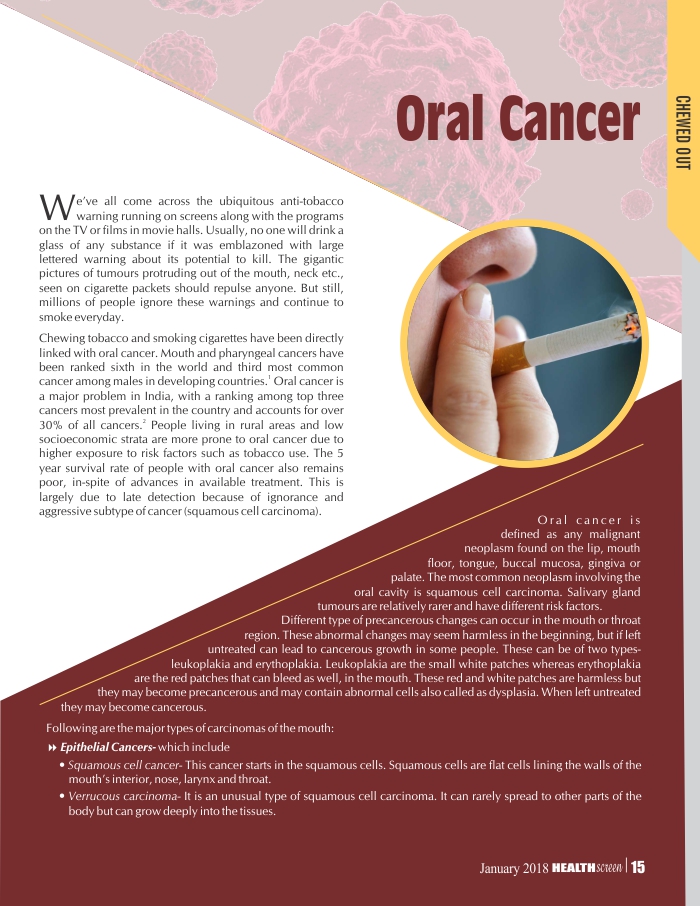 Oral Cancer
CHEWED OUT
We’ve all come across the ubiquitous anti-tobacco
warning running on screens along with the programs
on the TV or films in movie halls. Usually, no one will drink a
glass of any substance if it was emblazoned with large
lettered warning about its potential to kill. The gigantic
pictures of tumours protruding out of the mouth, neck etc.,
seen on cigarette packets should repulse anyone. But still,
millions of people ignore these warnings and continue to
smoke everyday.
Chewing tobacco and smoking cigarettes have been directly
linked with oral cancer. Mouth and pharyngeal cancers have
been ranked sixth in the world and third most common
cancer among males in developing countries.¹ Oral cancer is
a major problem in India, with a ranking among top three
cancers most prevalent in the country and accounts for over
30% of all cancers.² People living in rural areas and low
socioeconomic strata are more prone to oral cancer due to
higher exposure to risk factors such as tobacco use. The 5
year survival rate of people with oral cancer also remains
poor, in-spite of advances in available treatment. This is
largely due to late detection because of ignorance and
aggressive subtype of cancer (squamous cell carcinoma).
Oral cancer is
defined as any malignant
neoplasm found on the lip, mouth
floor, tongue, buccal mucosa, gingiva or
palate. The most common neoplasm involving the
oral cavity is squamous cell carcinoma. Salivary gland
tumours are relatively rarer and have different risk factors.
Different type of precancerous changes can occur in the mouth or throat
region. These abnormal changes may seem harmless in the beginning, but if left
untreated can lead to cancerous growth in some people. These can be of two types-
leukoplakia and erythoplakia. Leukoplakia are the small white patches whereas erythoplakia
are the red patches that can bleed as well, in the mouth. These red and white patches are harmless but
they may become precancerous and may contain abnormal cells also called as dysplasia. When left untreated
they may become cancerous.
Following are the major types of carcinomas of the mouth:
Epithelial Cancers- which include
• Squamous cell cancer- This cancer starts in the squamous cells. Squamous cells are flat cells lining the walls of the
mouth’s interior, nose, larynx and throat.
• Verrucous carcinoma- It is an unusual type of squamous cell carcinoma. It can rarely spread to other parts of the
body but can grow deeply into the tissues.
January 2018 HEALTH screen | 15